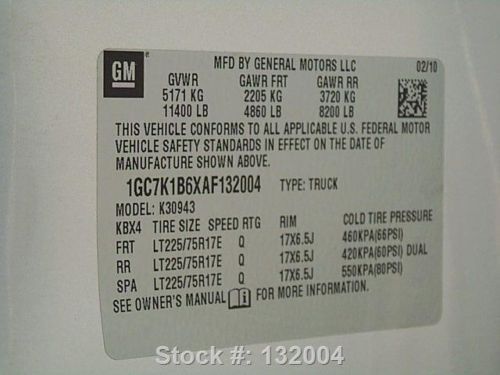 GM
MFD BY GENERAL MOTORS LLC 02/10
GVWR GAWR FRT GAWR RR
5171 KG 2205 KG 3720 KG
11400 LB 4860 LB 8200 LB
THIS VEHICLE CONFORMS TO ALL APPLICABLE U.S. FEDERAL MOTOR
VEHICLE SAFETY STANDARDS IN EFFECT ON THE DATE OF
MANUFACTURE SHOWN ABOVE.
1GC7K1B6XAF132004 TYPE: TRUCK
MODEL: K30943
KBX4 TIRE SIZE SPEED RTG RIM COLD TIRE PRESSURE
FRT LT225/75R17E Q 17X6.5J 460KPA(66PSI)
RR LT225/75R17E Q 17X6.5J 420KPA(60PSI) DUAL
SPA LT225/75R17E Q 17X6.5J 550KPA(80PSI)
SEE OWNER'S MANUAL FOR MORE INFORMATION.
Stock #: 132004